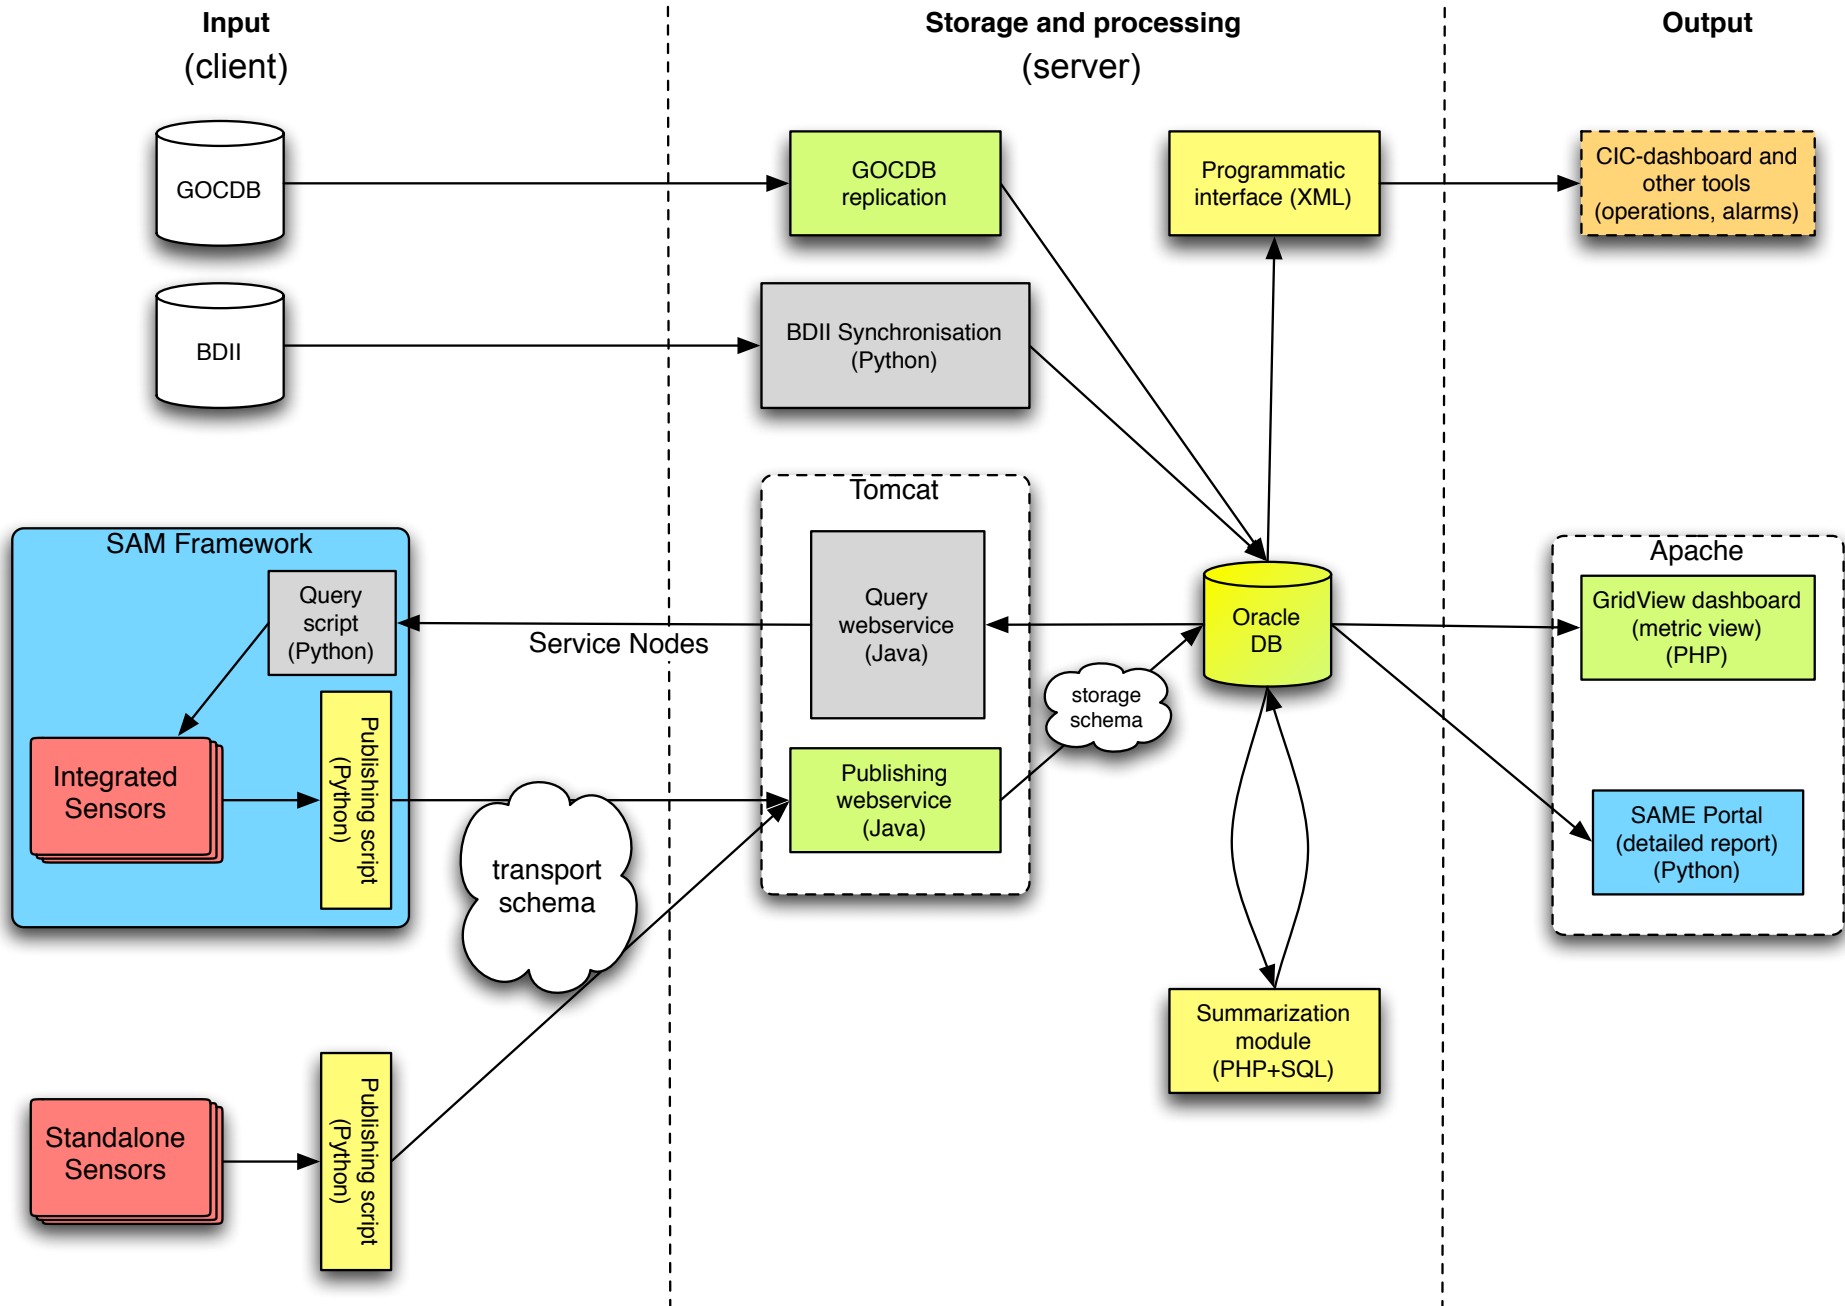 Input
(client)
Storage and processing
(server)
Output
GOCDB
GOCDB
replication
Programmatic
interface (XML)
CIC-dashboard and
other tools
(operations, alarms)
BDII
BDII Synchronisation
(Python)
SAM Framework
Query
script
(Python)
Integrated
Sensors
Publishing script
(Python)
Service Nodes
transport
schema
Tomcat
Query
webservice
(Java)
Publishing
webservice
(Java)
storage
schema
Oracle
DB
Apache
GridView dashboard
(metric view)
(PHP)
SAME Portal
(detailed report)
(Python)
Summarization
module
(PHP+SQL)
Standalone
Sensors
Publishing script
(Python)